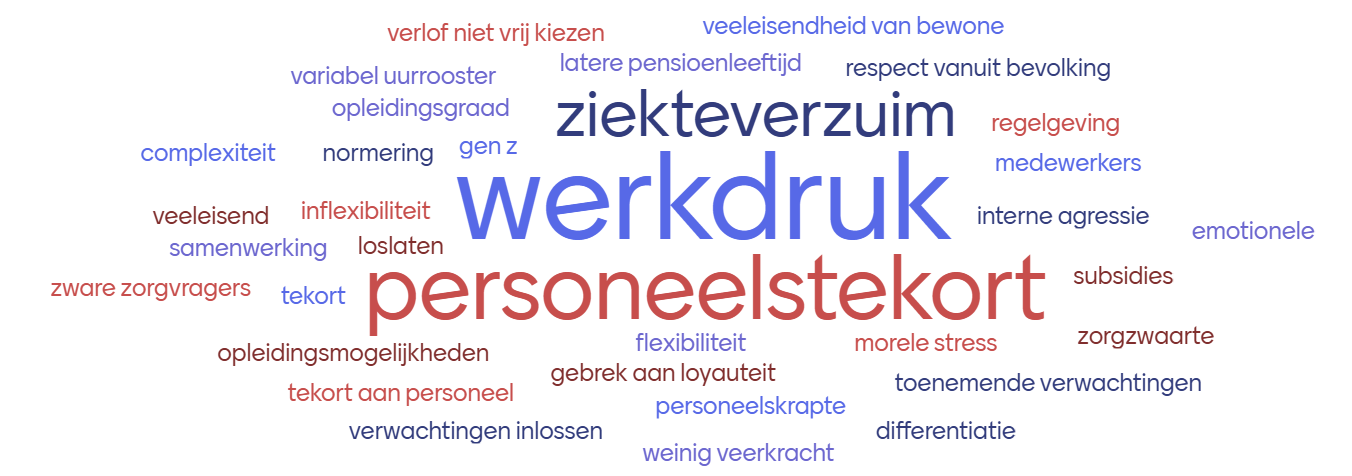 veeleisendheid van bewone
verlof niet vrij kiezen
latere pensioenleeftijd
respect vanuit bevolking
variabel uurrooster
opleidingsgraad
ziekteverzuim
regelgeving
complexiteit
normering
gen z
medewerkers
werkdruk
veeleisend
inflexibiliteit
interne agressie
emotionele
samenwerking
loslaten
zware zorgvragers
tekort
personeelstekort
subsidies
zorgzwaarte
opleidingsmogelijkheden
flexibiliteit
morele stress
gebrek aan loyauteit
toenemende verwachtingen
tekort aan personeel
personeelskrapte
verwachtingen inlossen
differentiatie
weinig veerkracht